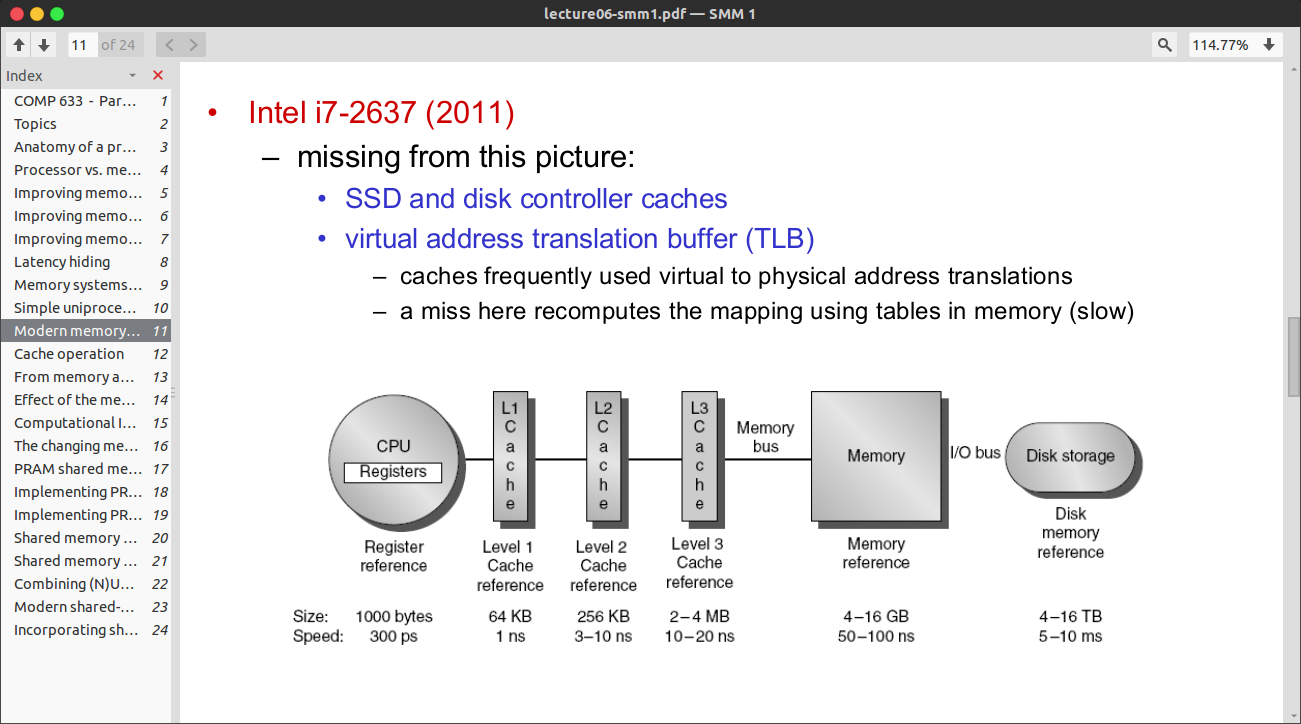 lecture06-smm1.pdf — SMM 1
11 of 24
114.77%
Index
COMP 633 - Par... 1
Topics 2
Anatomy of a pr... 3
Processor vs. me... 4
Improving memo... 5
Improving memo... 6
Improving memo... 7
Latency hiding 8
Memory systems... 9
Simple uniproce... 10
Modern memory... 11
Cache operation 12
From memory a... 13
Effect of the me... 14
Computational I... 15
The changing me... 16
PRAM shared me... 17
Implementing PR... 18
Implementing PR... 19
Shared memory ... 20
Shared memory ... 21
Combining (N)U... 22
Modern shared-... 23
Incorporating sh... 24
• Intel i7-2637 (2011)
– missing from this picture:
• SSD and disk controller caches
• virtual address translation buffer (TLB)
– caches frequently used virtual to physical address translations
– a miss here recomputes the mapping using tables in memory (slow)
CPU
Registers
L1 Cache
L2 Cache
L3 Cache
Memory
bus
Memory
I/O bus
Disk storage
Register
reference
Level 1
Cache
reference
Level 2
Cache
reference
Level 3
Cache
reference
Memory
reference
Disk
memory
reference
Size: 1000 bytes 64 KB 256 KB 2–4 MB 4–16 GB 4–16 TB
Speed: 300 ps 1 ns 3–10 ns 10–20 ns 50–100 ns 5–10 ms